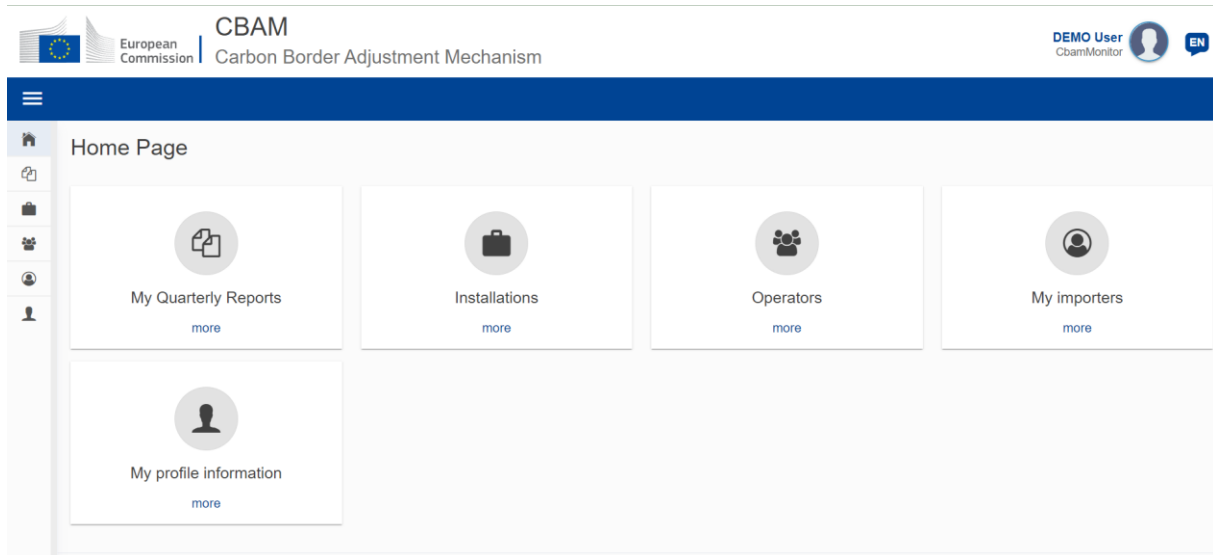 European
Commission
CBAM
Carbon Border Adjustment Mechanism
DEMO User
CbamMonitor
EN
Home Page
My Quarterly Reports
more
Installations
more
Operators
more
My importers
more
My profile information
more